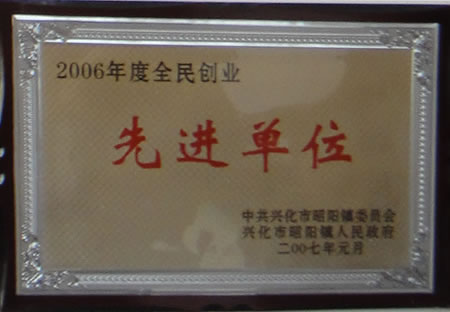 2006年度全民创业
先进单位
中共兴化市昭阳镇委员会
兴化市昭阳镇人民政府
二00七年元月